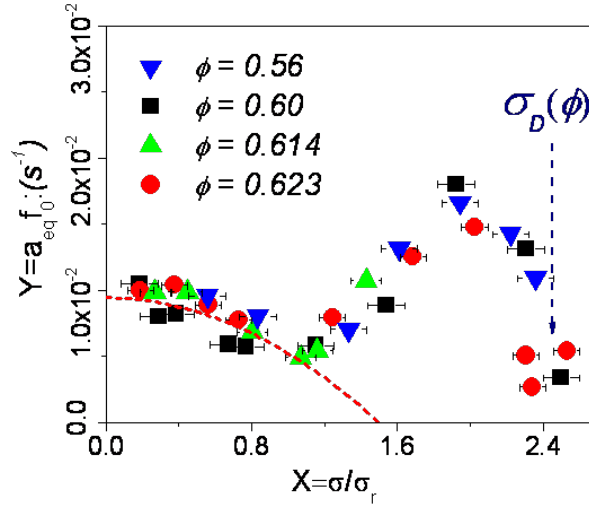 3.0x10⁻²
2.0x10⁻²
1.0x10⁻²
0.0
Y=a_eq f_0:(s⁻¹)
ϕ = 0.56
ϕ = 0.60
ϕ = 0.614
ϕ = 0.623
σ_D(ϕ)
0.0 0.8 1.6 2.4
X=σ/σ_r